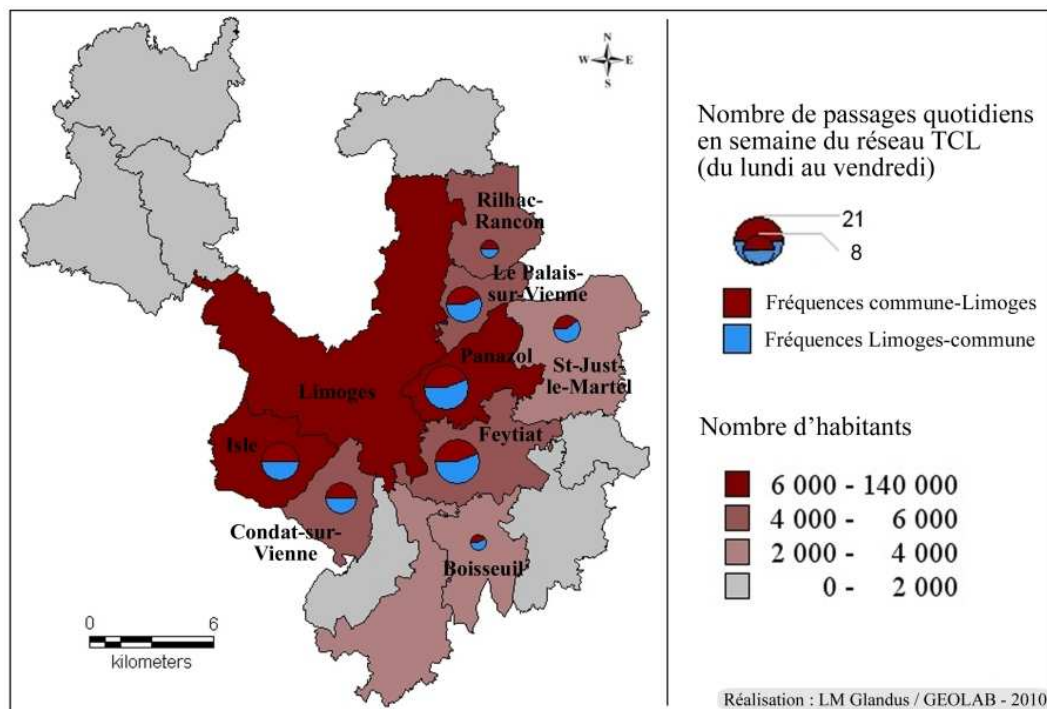 N
W E
S
Rilhac-
Rancon
Le Palais-
sur-Vienne
Panazol
St-Just-
le-Martel
Limoges
Feytiat
Isle
Condat-sur-
Vienne
Boisseuil
0 6
kilometers
Nombre de passages quotidiens
en semaine du réseau TCL
(du lundi au vendredi)
21
8
Fréquences commune-Limoges
Fréquences Limoges-commune
Nombre d’habitants
6 000 - 140 000
4 000 - 6 000
2 000 - 4 000
0 - 2 000
Réalisation : LM Glandus / GEOLAB - 2010